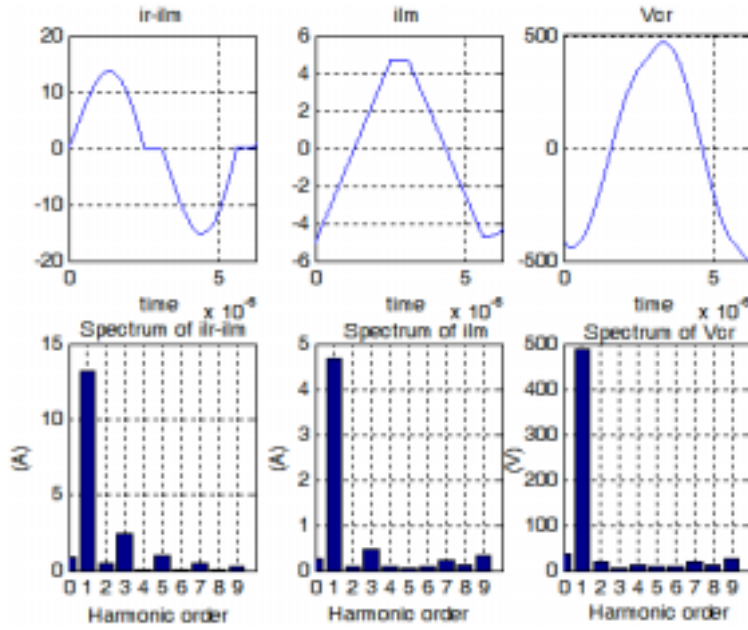 ir-ilm
ilm
Vcr
20
10
0
-10
-20
0
5
time
x 10
6
4
2
0
-2
-4
-6
0
5
time
x 10
500
0
-500
0
5
time
x 10
Spectrum of ilr-ilm
Spectrum of ilm
Spectrum of Vcr
15
10
5
0
(A)
0 1 2 3 4 5 6 7 8 9
Harmonic order
5
4
3
2
1
0
(A)
0 1 2 3 4 5 6 7 8 9
Harmonic order
500
400
300
200
100
0
(V)
0 1 2 3 4 5 6 7 8 9
Harmonic order